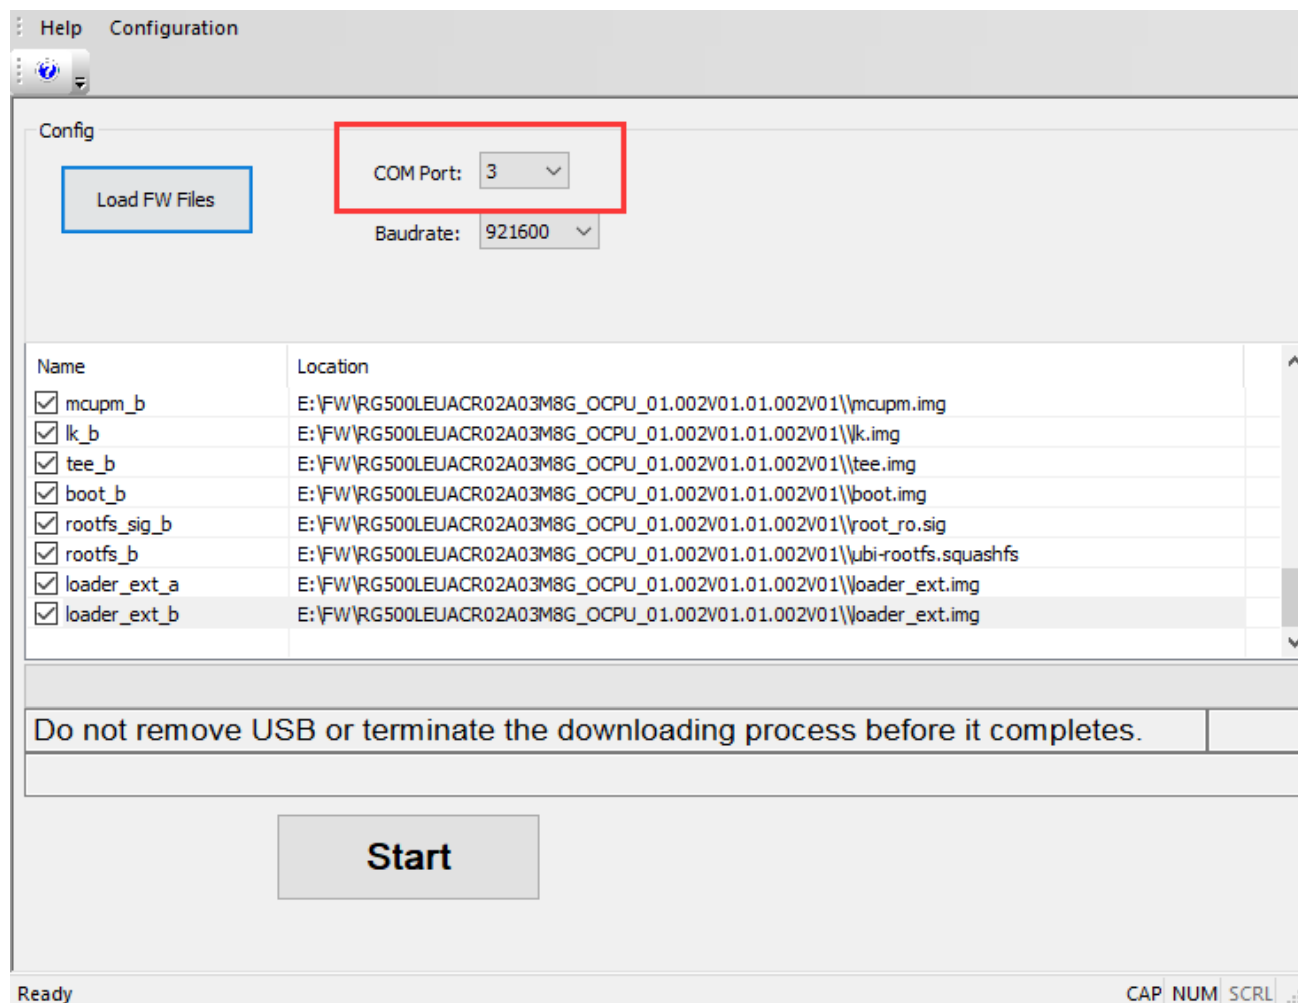 Help Configuration
Config
Load FW Files
COM Port: 3
Baudrate: 921600
Name Location
mcupm_b E:\FW\RG500LEUACR02A03M8G_OCPU_01.002V01.01.002V01\\mcupm.img
lk_b E:\FW\RG500LEUACR02A03M8G_OCPU_01.002V01.01.002V01\\lk.img
tee_b E:\FW\RG500LEUACR02A03M8G_OCPU_01.002V01.01.002V01\\tee.img
boot_b E:\FW\RG500LEUACR02A03M8G_OCPU_01.002V01.01.002V01\\boot.img
rootfs_sig_b E:\FW\RG500LEUACR02A03M8G_OCPU_01.002V01.01.002V01\\root_ro.sig
rootfs_b E:\FW\RG500LEUACR02A03M8G_OCPU_01.002V01.01.002V01\\ubi-rootfs.squashfs
loader_ext_a E:\FW\RG500LEUACR02A03M8G_OCPU_01.002V01.01.002V01\\loader_ext.img
loader_ext_b E:\FW\RG500LEUACR02A03M8G_OCPU_01.002V01.01.002V01\\loader_ext.img
Do not remove USB or terminate the downloading process before it completes.
Start
Ready CAP NUM SCRL